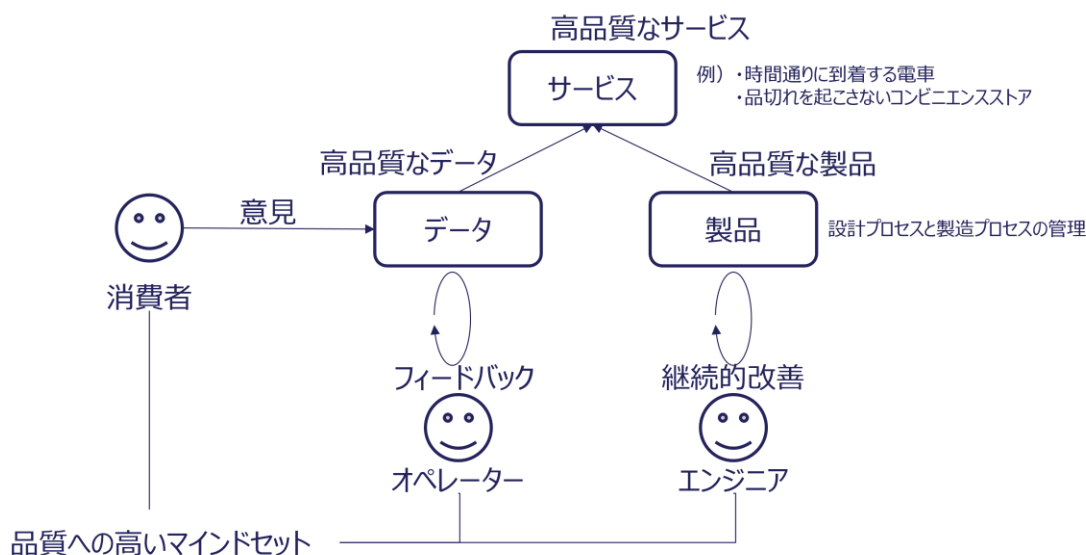 高品質なサービス
サービス
例）・時間通りに到着する電車
・品切れを起こさないコンビニエンスストア
高品質なデータ
高品質な製品
意見
データ
製品
設計プロセスと製造プロセスの管理
消費者
フィードバック
継続的改善
オペレーター
エンジニア
品質への高いマインドセット